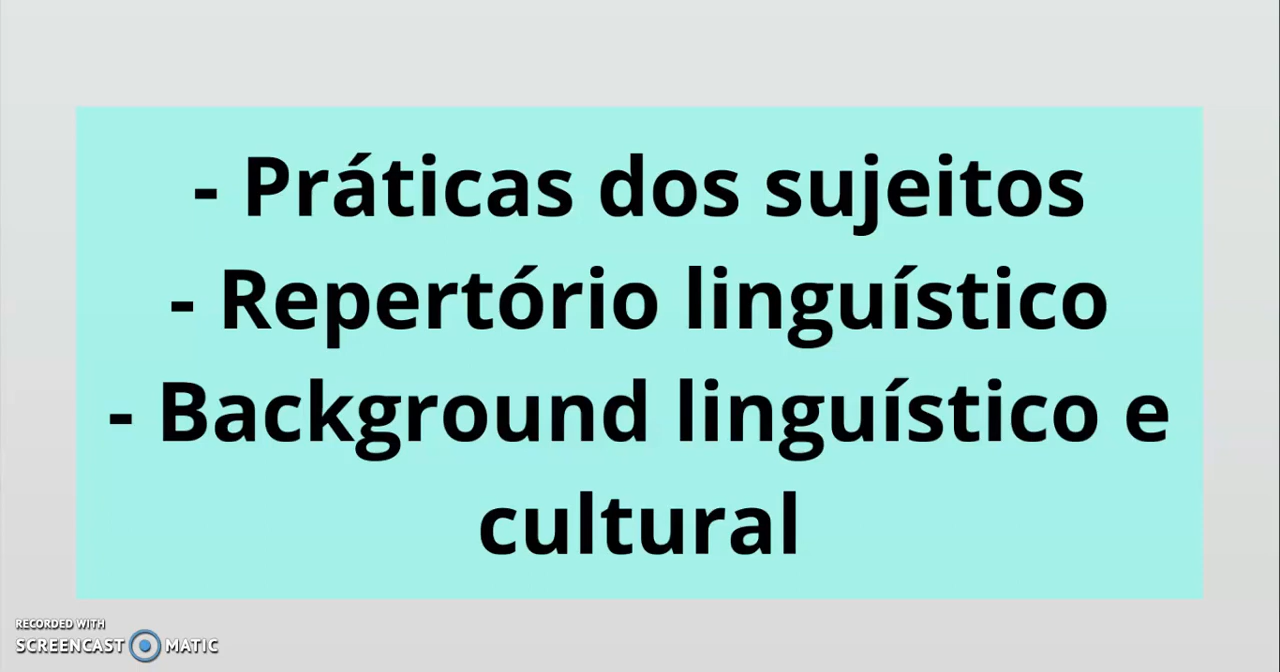 - Práticas dos sujeitos
- Repertório linguístico
- Background linguístico e
cultural
RECORDED WITH
SCREENCAST MATIC